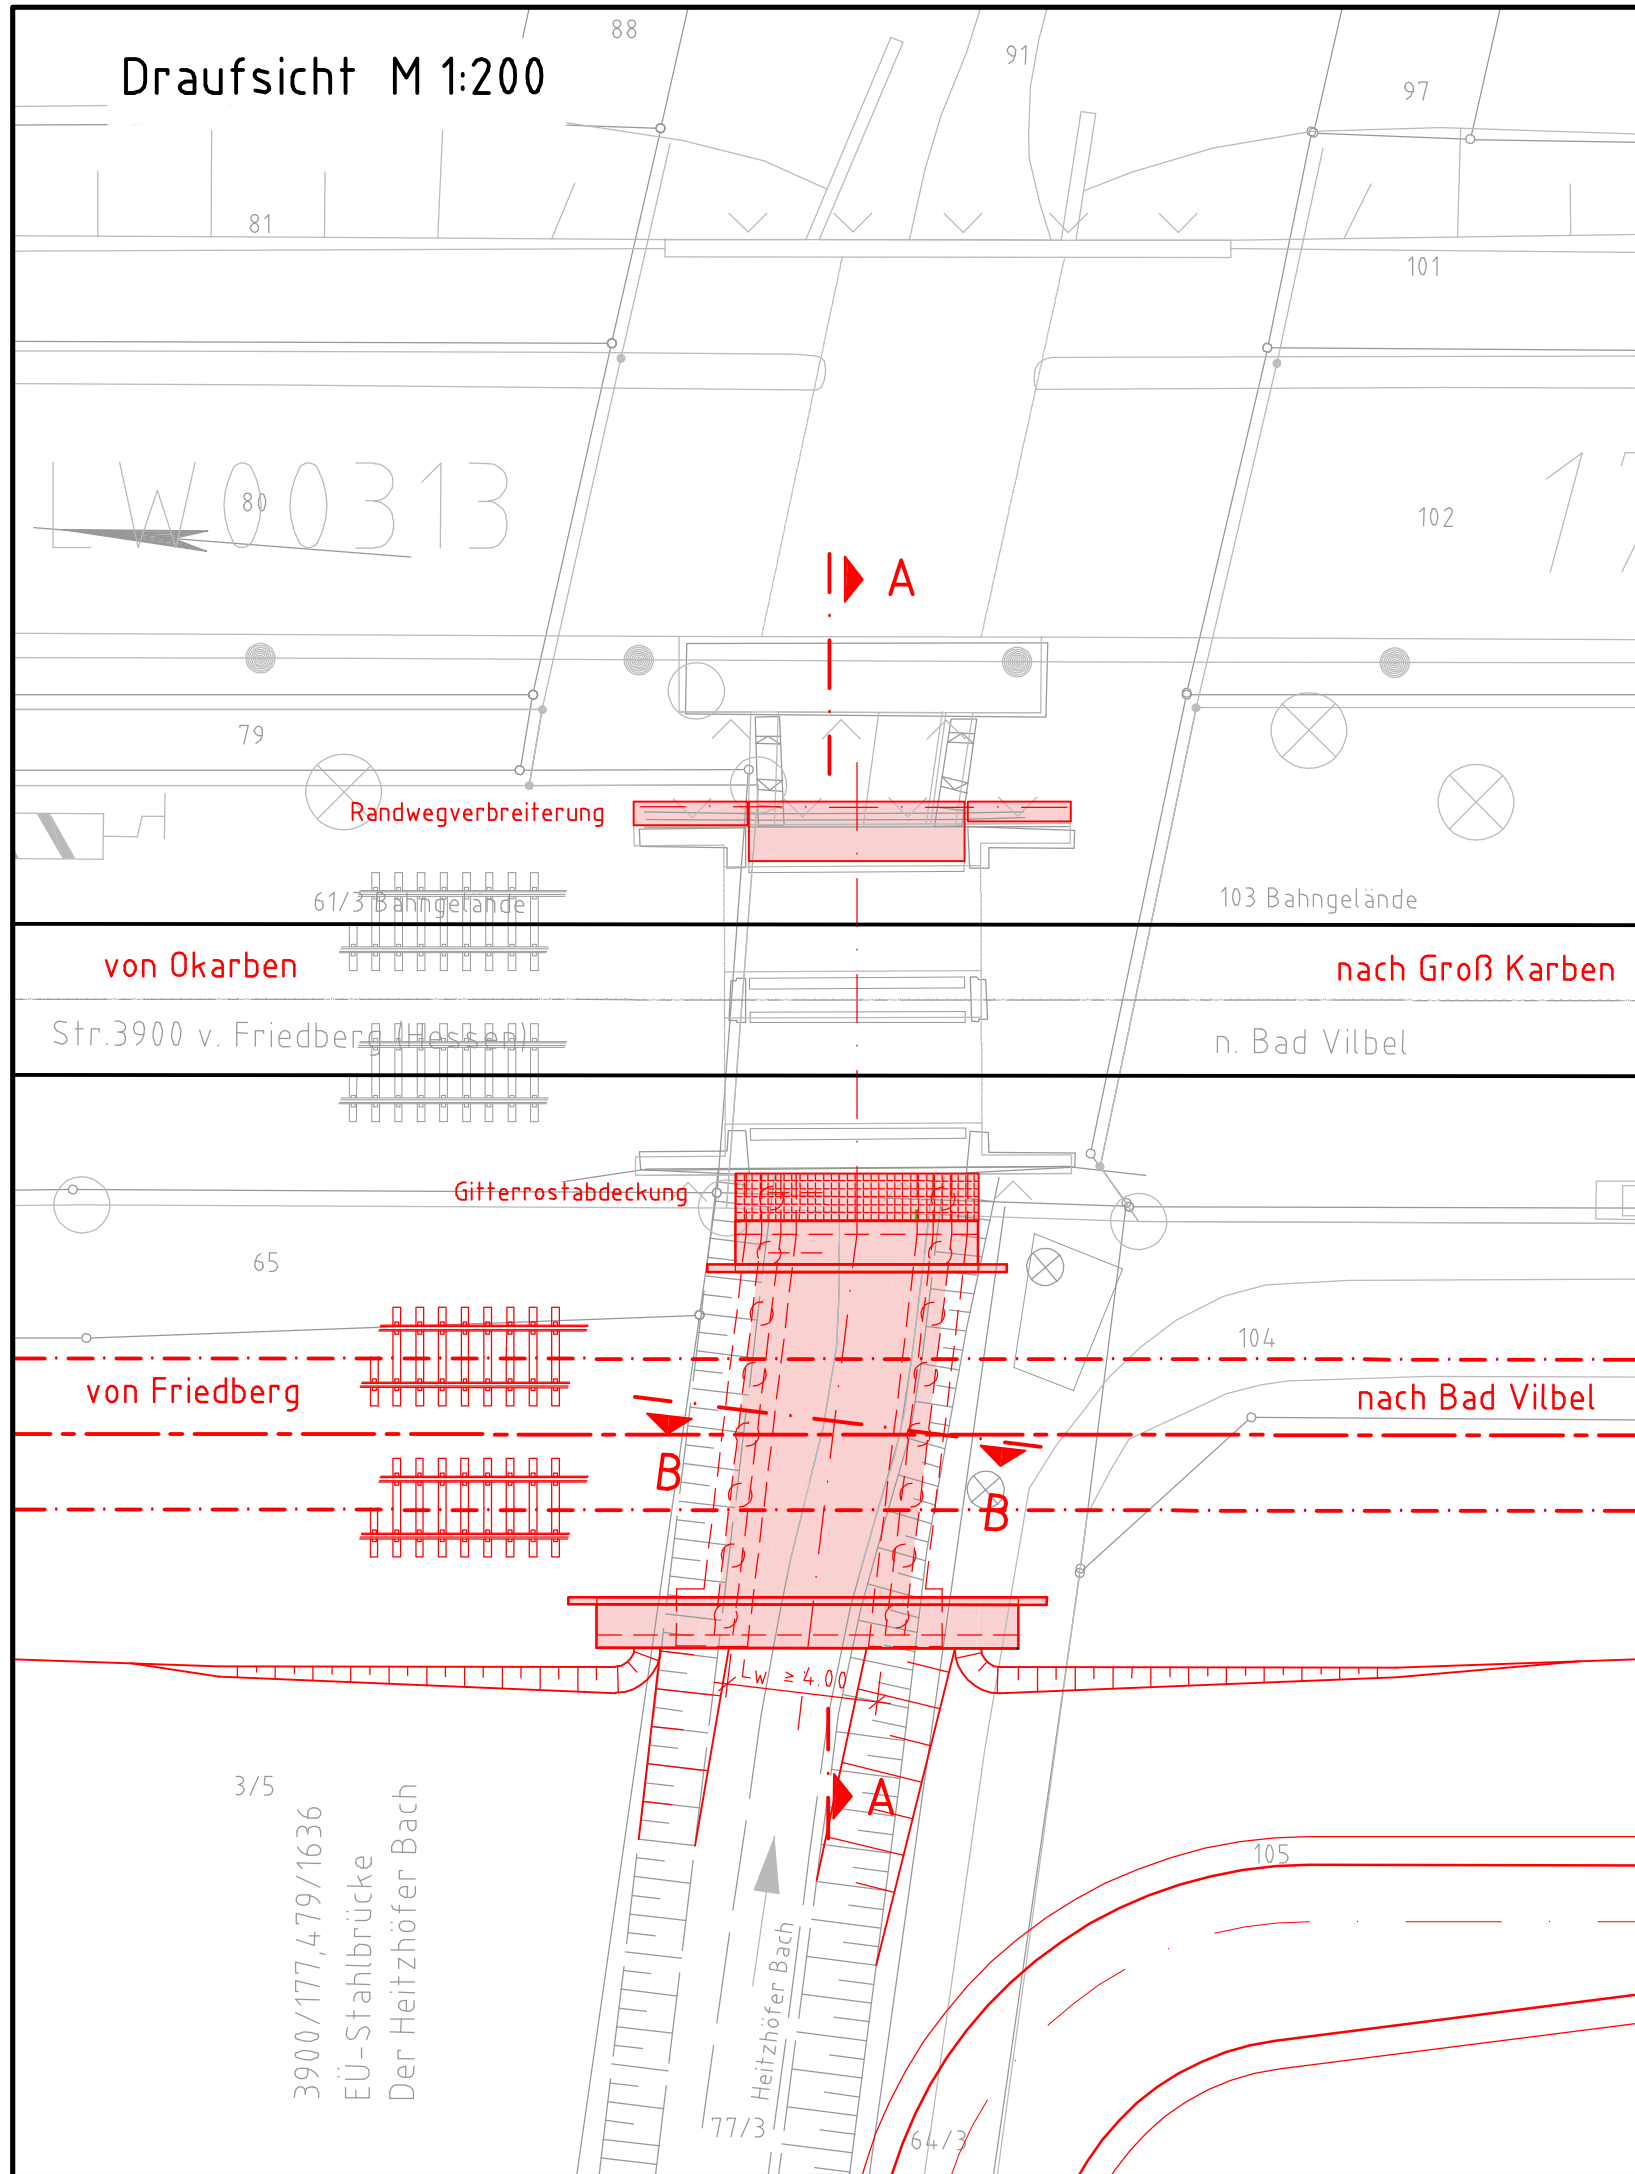 88
91
Draufsicht M 1:200
97
81
101
LW00313
80
17
102
A
79
Randwegverbreiterung
61/3 Bahngelände
103 Bahngelände
von Okarben
nach Groß Karben
Str.3900 v. Friedberg (Hessen)
n. Bad Vilbel
Gitterrostabdeckung
65
104
von Friedberg
nach Bad Vilbel
B
B
Lw ≥ 4.00
3/5
A
105
3900/177,479/1636
EÜ-Stahlbrücke
Der Heitzhöfer Bach
Heitzhöfer Bach
77/3
64/3